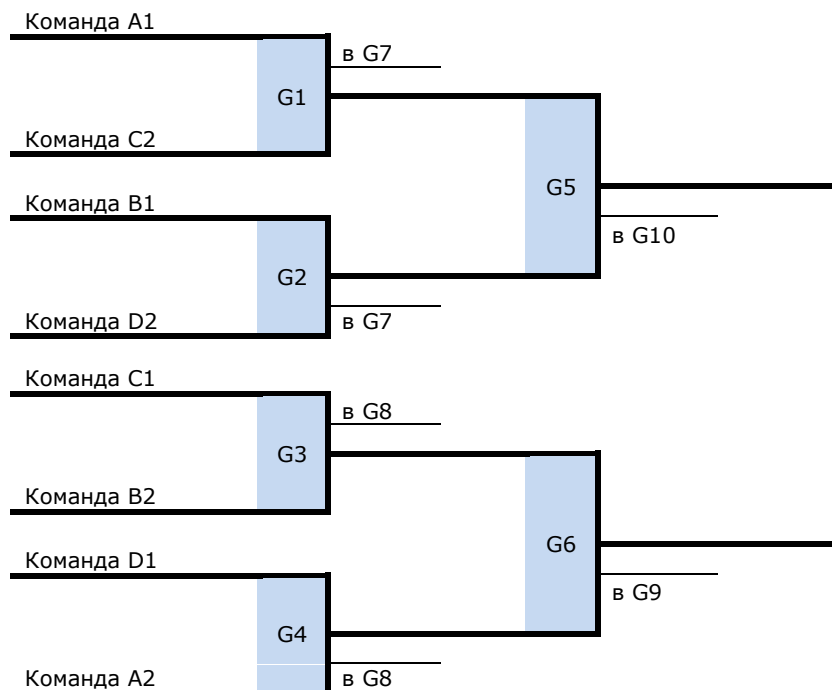 Команда A1
в G7
G1
Команда C2
G5
Команда B1
в G10
G2
Команда D2
в G7
Команда C1
в G8
G3
Команда B2
G6
Команда D1
в G9
G4
Команда A2
в G8